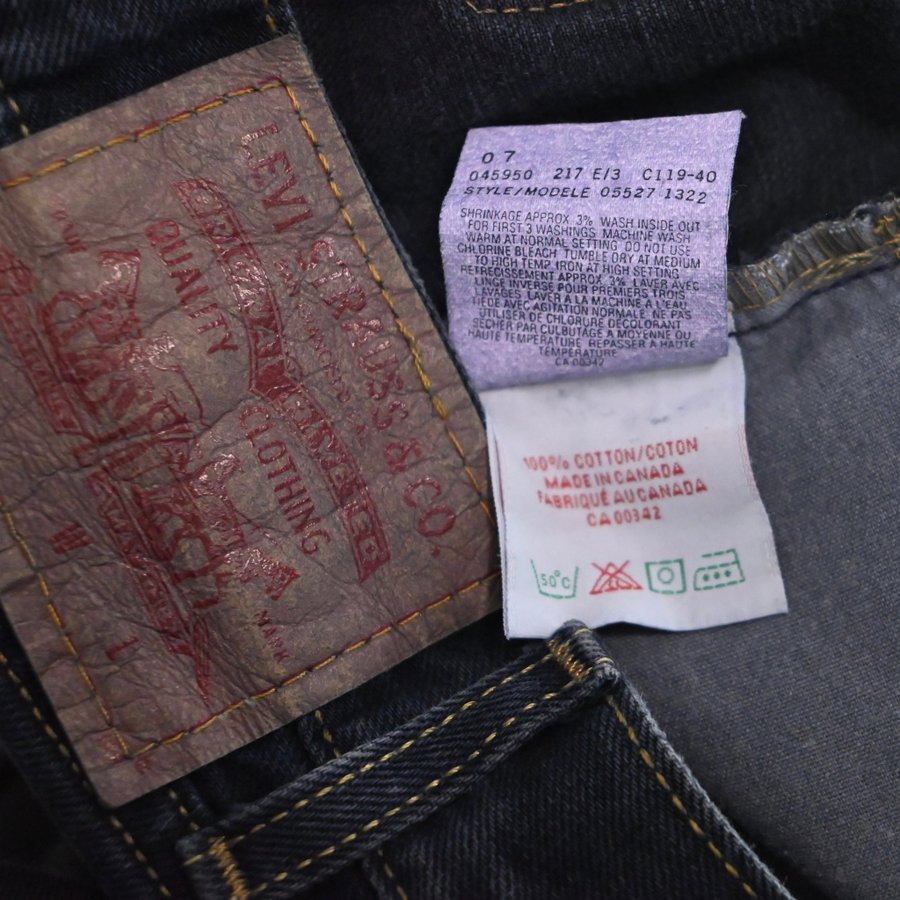 LEVI STRAUSS & CO.
QUALITY
CLOTHING
MARK
W
L
07
045950 217 E/3 C119-40
STYLE/MODELE 05527 1322
SHRINKAGE APPROX 3% WASH INSIDE OUT
FOR FIRST 3 WASHINGS MACHINE WASH
WARM AT NORMAL SETTING DO NOT USE
CHLORINE BLEACH TUMBLE DRY AT MEDIUM
TO HIGH TEMP. IRON AT HIGH SETTING
RETRECISSEMENT APPROX. 3% LAVER AVEC
LINGE INVERSE POUR PREMIERS TROIS
LAVAGES LAVER A LA MACHINE A L'EAU
TIEDE AVEC AGITATION NORMALE NE PAS
UTILISER DE CHLORURE DECOLORANT
SECHER PAR CULBUTAGE A MOYENNE OU
HAUTE TEMPERATURE REPASSER A HAUTE
TEMPERATURE
CA 00342
100% COTTON/COTON
MADE IN CANADA
FABRIQUÉ AU CANADA
CA 00342
50°C